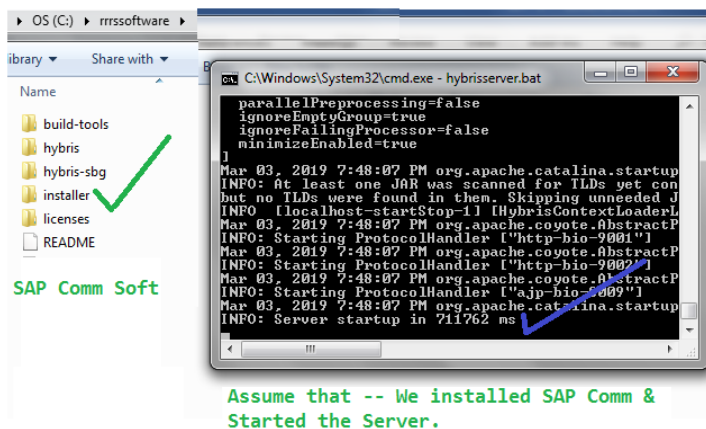 OS (C:) ▸ rrrssoftware ▸
ibrary ▼ Share with ▼
Name
build-tools
hybris
hybris-sbg
installer
licenses
README
SAP Comm Soft
C:\Windows\System32\cmd.exe - hybrisserver.bat
parallelPreprocessing=false
ignoreEmptyGroup=true
ignoreFailingProcessor=false
minimizeEnabled=true
]
Mar 03, 2019 7:48:07 PM org.apache.catalina.startup
INFO: At least one JAR was scanned for TLDs yet con
but no TLDs were found in them. Skipping unneeded J
INFO [localhost-startStop-1] [HybrisContextLoaderL
Mar 03, 2019 7:48:07 PM org.apache.coyote.AbstractP
INFO: Starting ProtocolHandler ["http-bio-9001"]
Mar 03, 2019 7:48:07 PM org.apache.coyote.AbstractP
INFO: Starting ProtocolHandler ["http-bio-9002"]
Mar 03, 2019 7:48:07 PM org.apache.coyote.AbstractP
INFO: Starting ProtocolHandler ["ajp-bio-8009"]
Mar 03, 2019 7:48:07 PM org.apache.catalina.startup
INFO: Server startup in 711762 ms
Assume that -- We installed SAP Comm &
Started the Server.